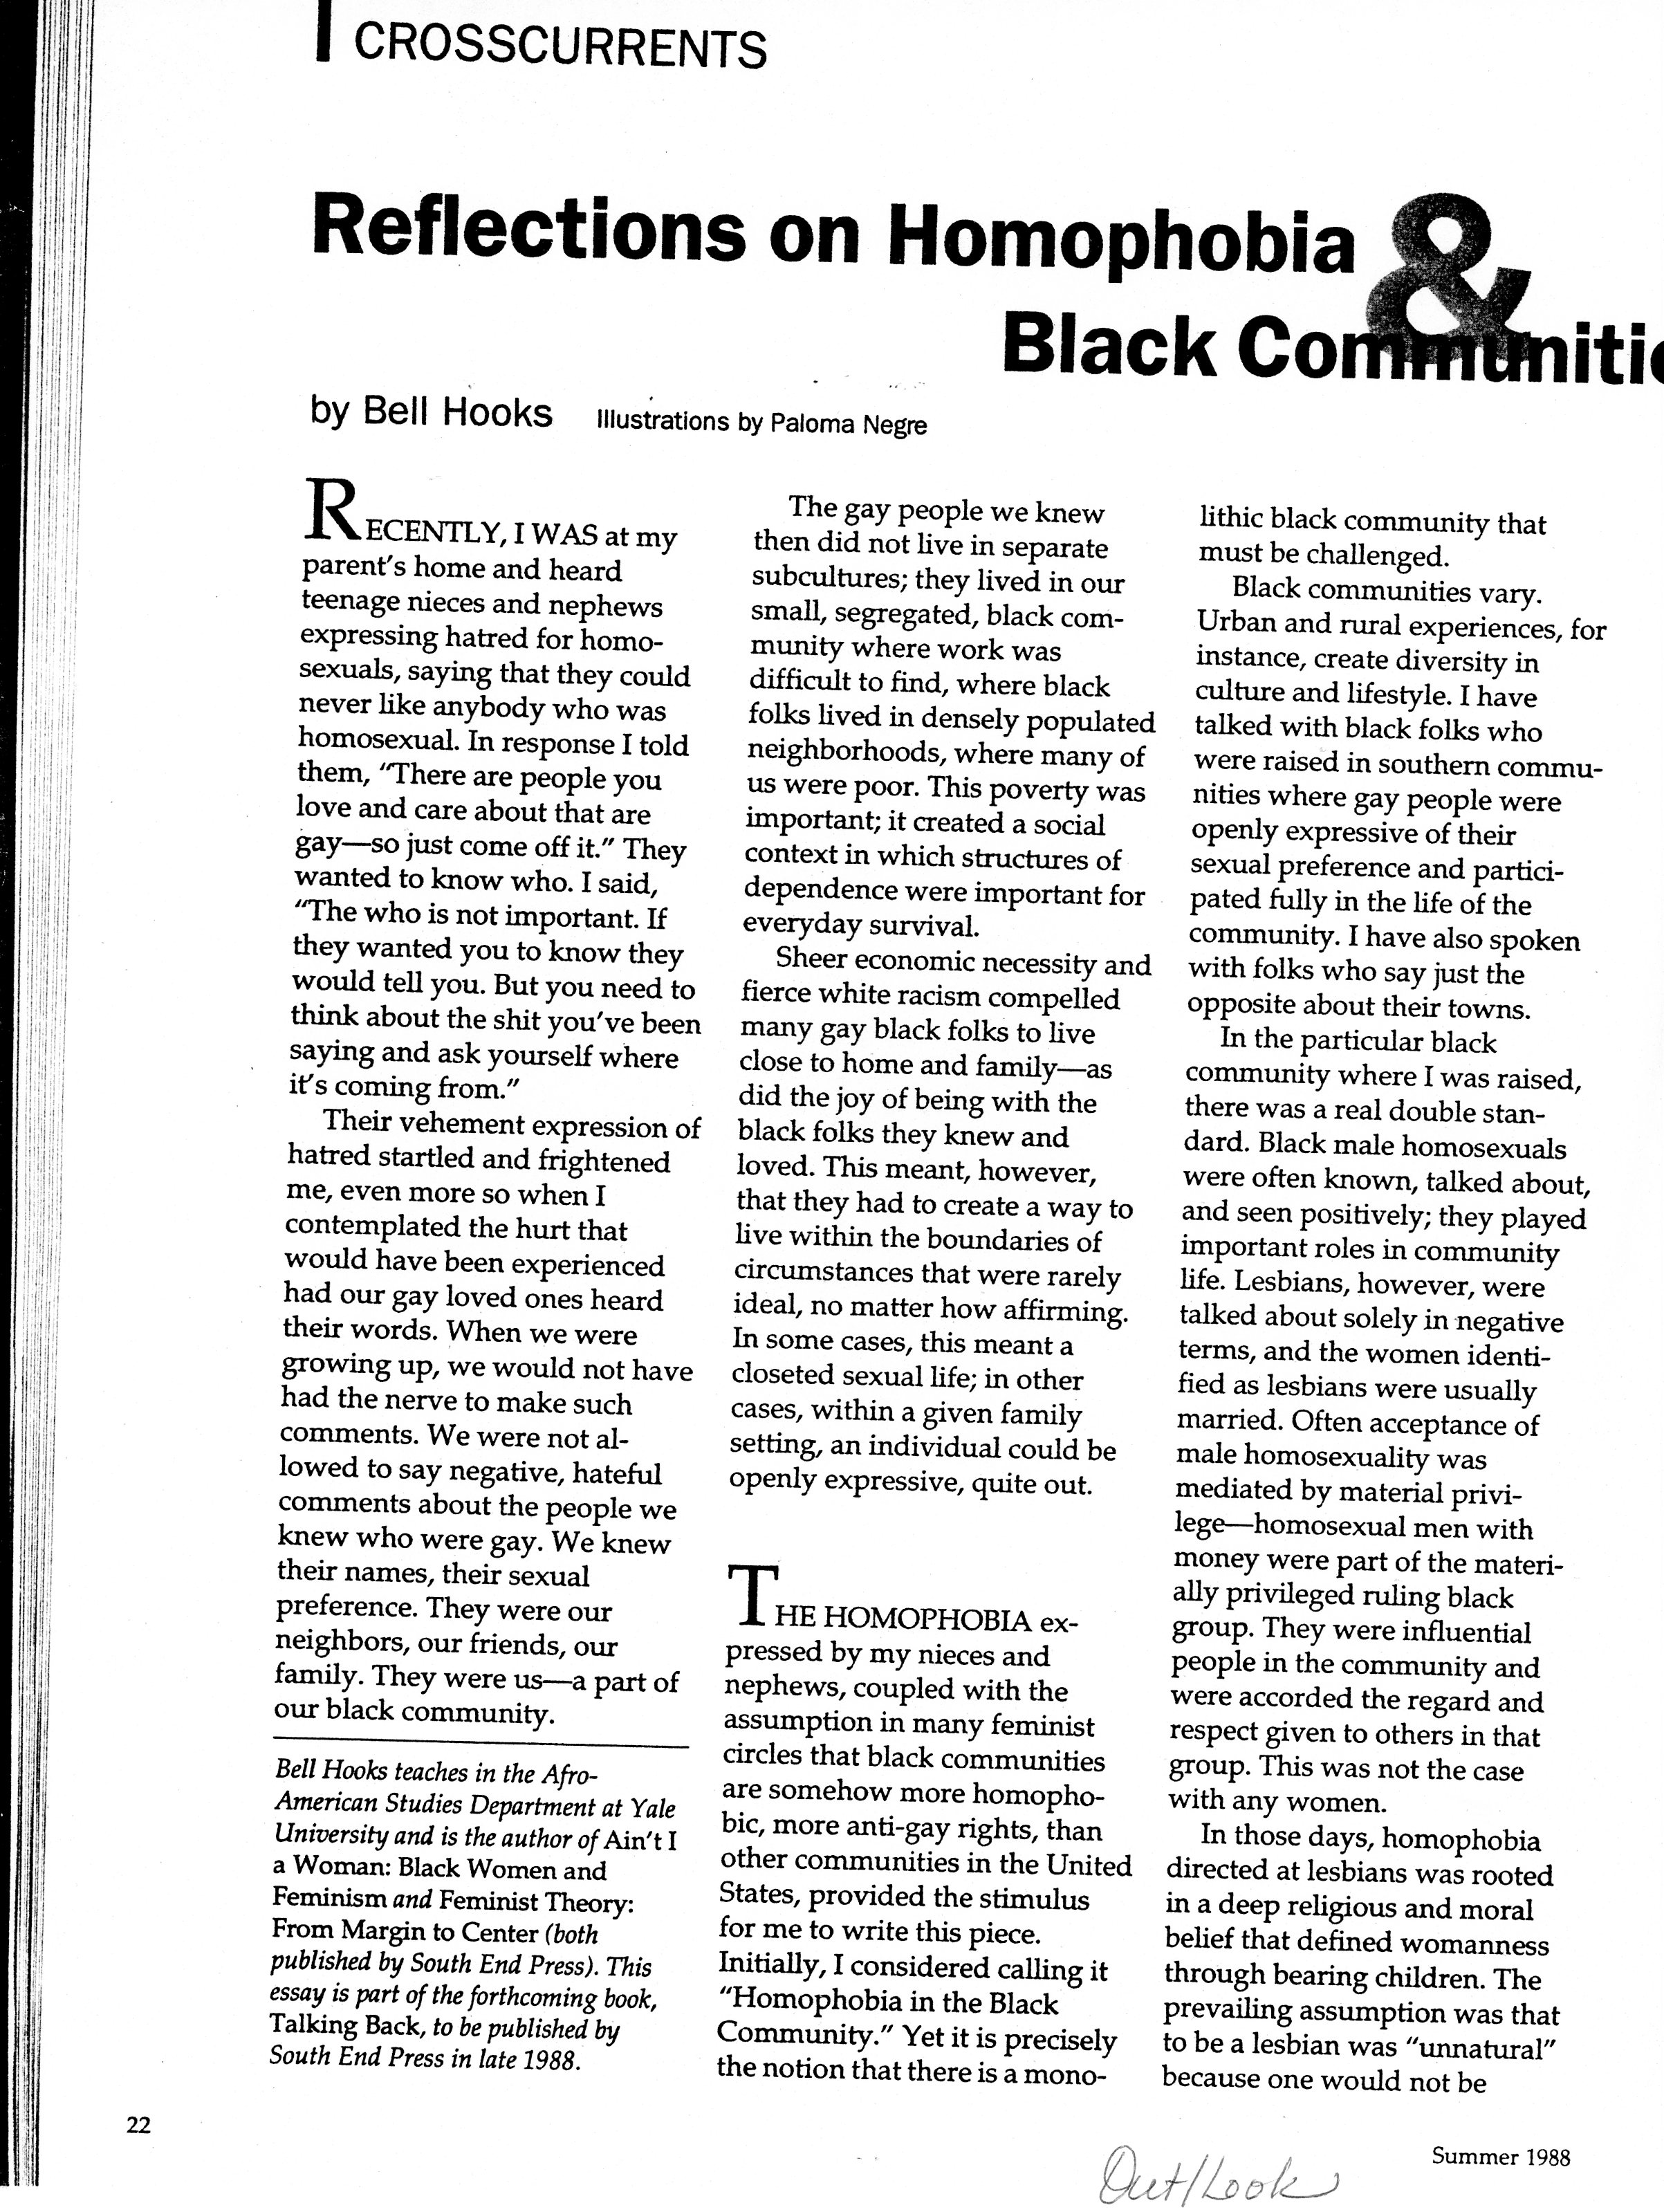 CROSSCURRENTS
Reflections on Homophobia &
Black Communitie
by Bell Hooks Illustrations by Paloma Negre
RECENTLY, I WAS at my
parent's home and heard
teenage nieces and nephews
expressing hatred for homo-
sexuals, saying that they could
never like anybody who was
homosexual. In response I told
them, "There are people you
love and care about that are
gay—so just come off it." They
wanted to know who. I said,
"The who is not important. If
they wanted you to know they
would tell you. But you need to
think about the shit you've been
saying and ask yourself where
it's coming from."
Their vehement expression of
hatred startled and frightened
me, even more so when I
contemplated the hurt that
would have been experienced
had our gay loved ones heard
their words. When we were
growing up, we would not have
had the nerve to make such
comments. We were not al-
lowed to say negative, hateful
comments about the people we
knew who were gay. We knew
their names, their sexual
preference. They were our
neighbors, our friends, our
family. They were us—a part of
our black community.
Bell Hooks teaches in the Afro-
American Studies Department at Yale
University and is the author of Ain't I
a Woman: Black Women and
Feminism and Feminist Theory:
From Margin to Center (both
published by South End Press). This
essay is part of the forthcoming book,
Talking Back, to be published by
South End Press in late 1988.
The gay people we knew
then did not live in separate
subcultures; they lived in our
small, segregated, black com-
munity where work was
difficult to find, where black
folks lived in densely populated
neighborhoods, where many of
us were poor. This poverty was
important; it created a social
context in which structures of
dependence were important for
everyday survival.
Sheer economic necessity and
fierce white racism compelled
many gay black folks to live
close to home and family—as
did the joy of being with the
black folks they knew and
loved. This meant, however,
that they had to create a way to
live within the boundaries of
circumstances that were rarely
ideal, no matter how affirming.
In some cases, this meant a
closeted sexual life; in other
cases, within a given family
setting, an individual could be
openly expressive, quite out.
THE HOMOPHOBIA ex-
pressed by my nieces and
nephews, coupled with the
assumption in many feminist
circles that black communities
are somehow more homopho-
bic, more anti-gay rights, than
other communities in the United
States, provided the stimulus
for me to write this piece.
Initially, I considered calling it
"Homophobia in the Black
Community." Yet it is precisely
the notion that there is a mono-
lithic black community that
must be challenged.
Black communities vary.
Urban and rural experiences, for
instance, create diversity in
culture and lifestyle. I have
talked with black folks who
were raised in southern commu-
nities where gay people were
openly expressive of their
sexual preference and partici-
pated fully in the life of the
community. I have also spoken
with folks who say just the
opposite about their towns.
In the particular black
community where I was raised,
there was a real double stan-
dard. Black male homosexuals
were often known, talked about,
and seen positively; they played
important roles in community
life. Lesbians, however, were
talked about solely in negative
terms, and the women identi-
fied as lesbians were usually
married. Often acceptance of
male homosexuality was
mediated by material privi-
lege—homosexual men with
money were part of the materi-
ally privileged ruling black
group. They were influential
people in the community and
were accorded the regard and
respect given to others in that
group. This was not the case
with any women.
In those days, homophobia
directed at lesbians was rooted
in a deep religious and moral
belief that defined womanness
through bearing children. The
prevailing assumption was that
to be a lesbian was "unnatural"
because one would not be
22
Summer 1988
Out/Look